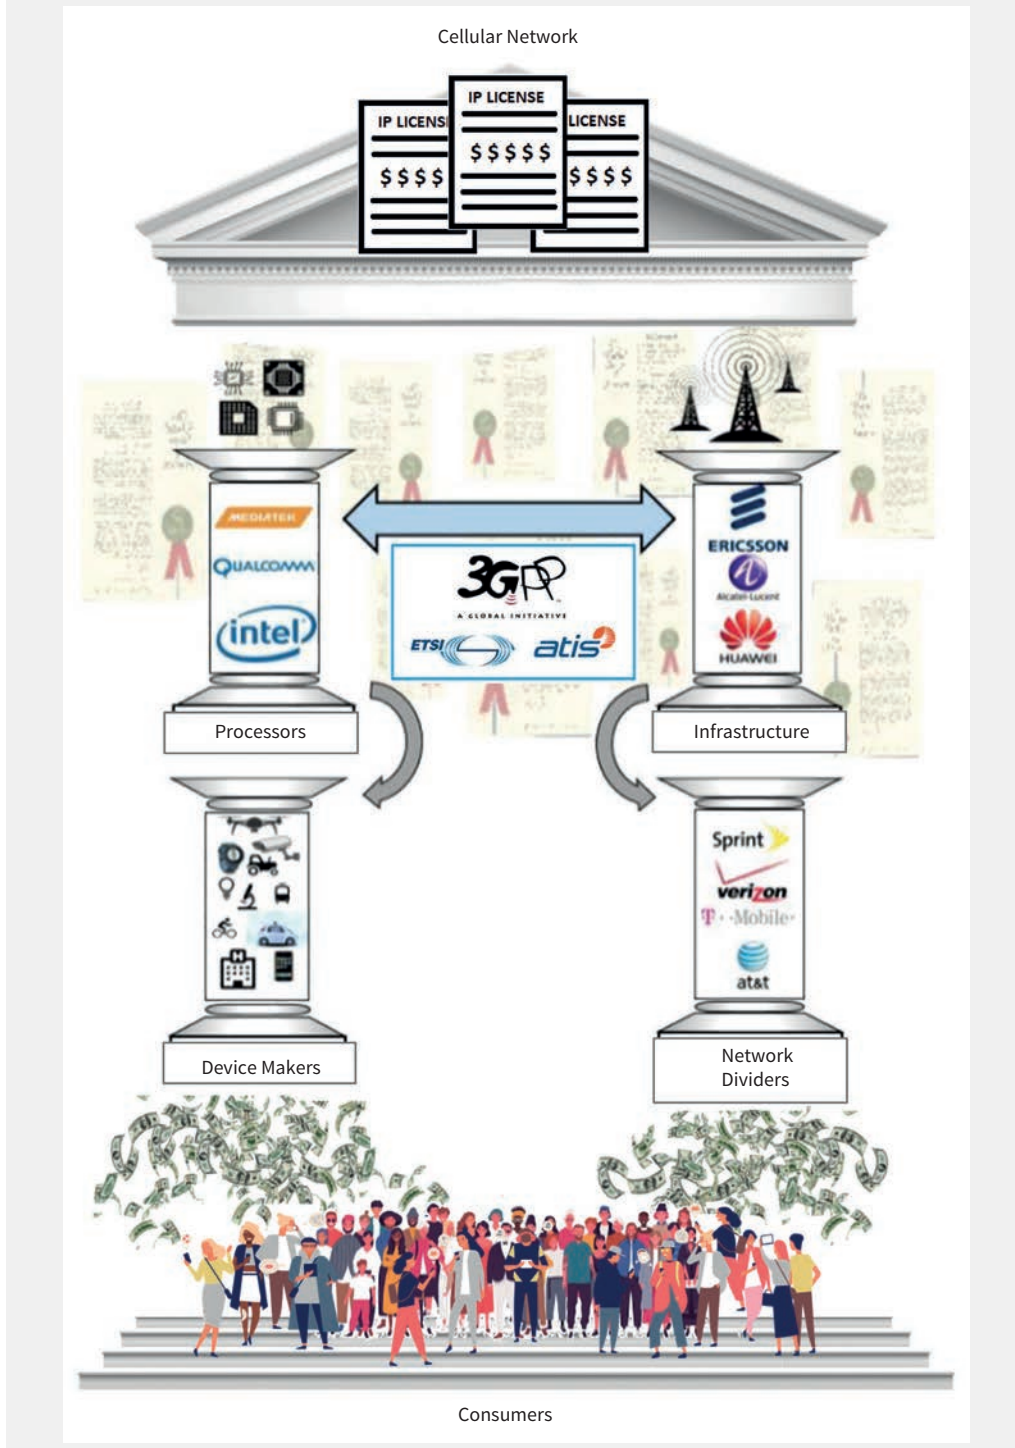 Cellular Network
IP LICENSE
IP LICENS
LICENSE
$ $ $ $ $
$ $ $ $
$ $ $ $
MEDIATEK
QUALCOMM
intel
ERICSSON
Alcatel-Lucent
HUAWEI
3GPP
A GLOBAL INITIATIVE
ETSI
atis
Processors
Infrastructure
Sprint
verizon
T··Mobile·
at&t
H
Device Makers
Network
Dividers
Consumers